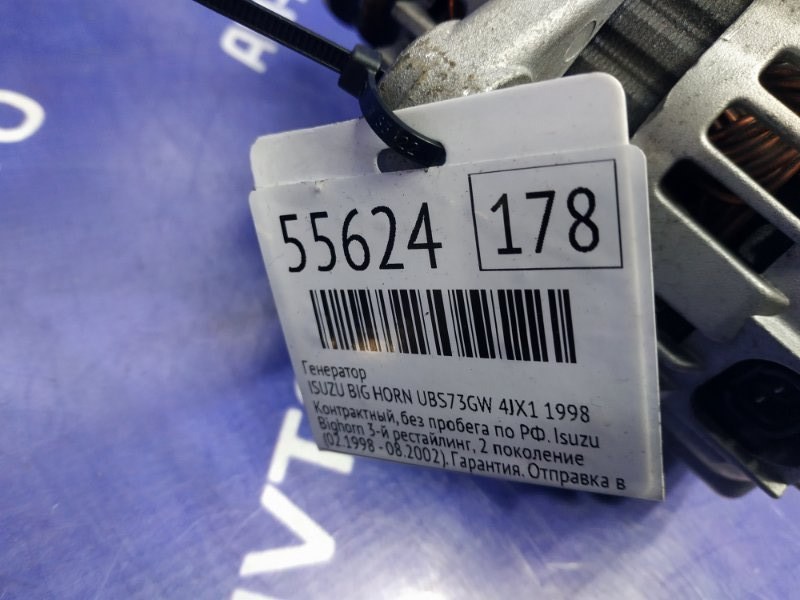 55624 178
Генератор
ISUZU BIG HORN UBS73GW 4JX1 1998
Контрактный, без пробега по РФ. Isuzu
Bighorn 3-й рестайлинг, 2 поколение
(02.1998 - 08.2002). Гарантия. Отправка в